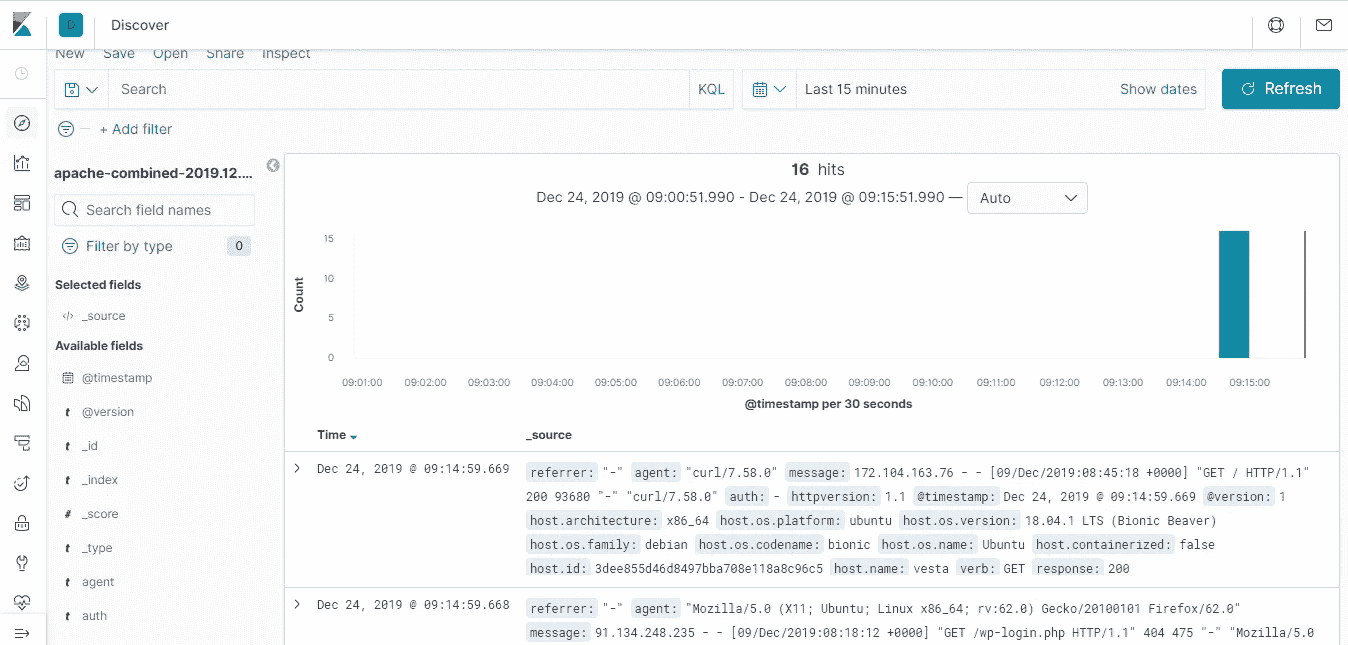 D Discover
New Save Open Share Inspect
Search KQL Last 15 minutes Show dates Refresh
+ Add filter
apache-combined-2019.12....
Search field names
Filter by type 0
Selected fields
_source
Available fields
@timestamp
t @version
t _id
t _index
# _score
t _type
t agent
t auth
16 hits
Dec 24, 2019 @ 09:00:51.990 - Dec 24, 2019 @ 09:15:51.990 — Auto
Count
15
10
5
0
09:01:00 09:02:00 09:03:00 09:04:00 09:05:00 09:06:00 09:07:00 09:08:00 09:09:00 09:10:00 09:11:00 09:12:00 09:13:00 09:14:00 09:15:00
@timestamp per 30 seconds
Time _source
Dec 24, 2019 @ 09:14:59.669 referrer: "-" agent: "curl/7.58.0" message: 172.104.163.76 - - [09/Dec/2019:08:45:18 +0000] "GET / HTTP/1.1"
200 93680 "-" "curl/7.58.0" auth: - httpversion: 1.1 @timestamp: Dec 24, 2019 @ 09:14:59.669 @version: 1
host.architecture: x86_64 host.os.platform: ubuntu host.os.version: 18.04.1 LTS (Bionic Beaver)
host.os.family: debian host.os.codename: bionic host.os.name: Ubuntu host.containerized: false
host.id: 3dee855d46d8497bba708e118a8c96c5 host.name: vesta verb: GET response: 200
Dec 24, 2019 @ 09:14:59.668 referrer: "-" agent: "Mozilla/5.0 (X11; Ubuntu; Linux x86_64; rv:62.0) Gecko/20100101 Firefox/62.0"
message: 91.134.248.235 - - [09/Dec/2019:08:18:12 +0000] "GET /wp-login.php HTTP/1.1" 404 475 "-" "Mozilla/5.0